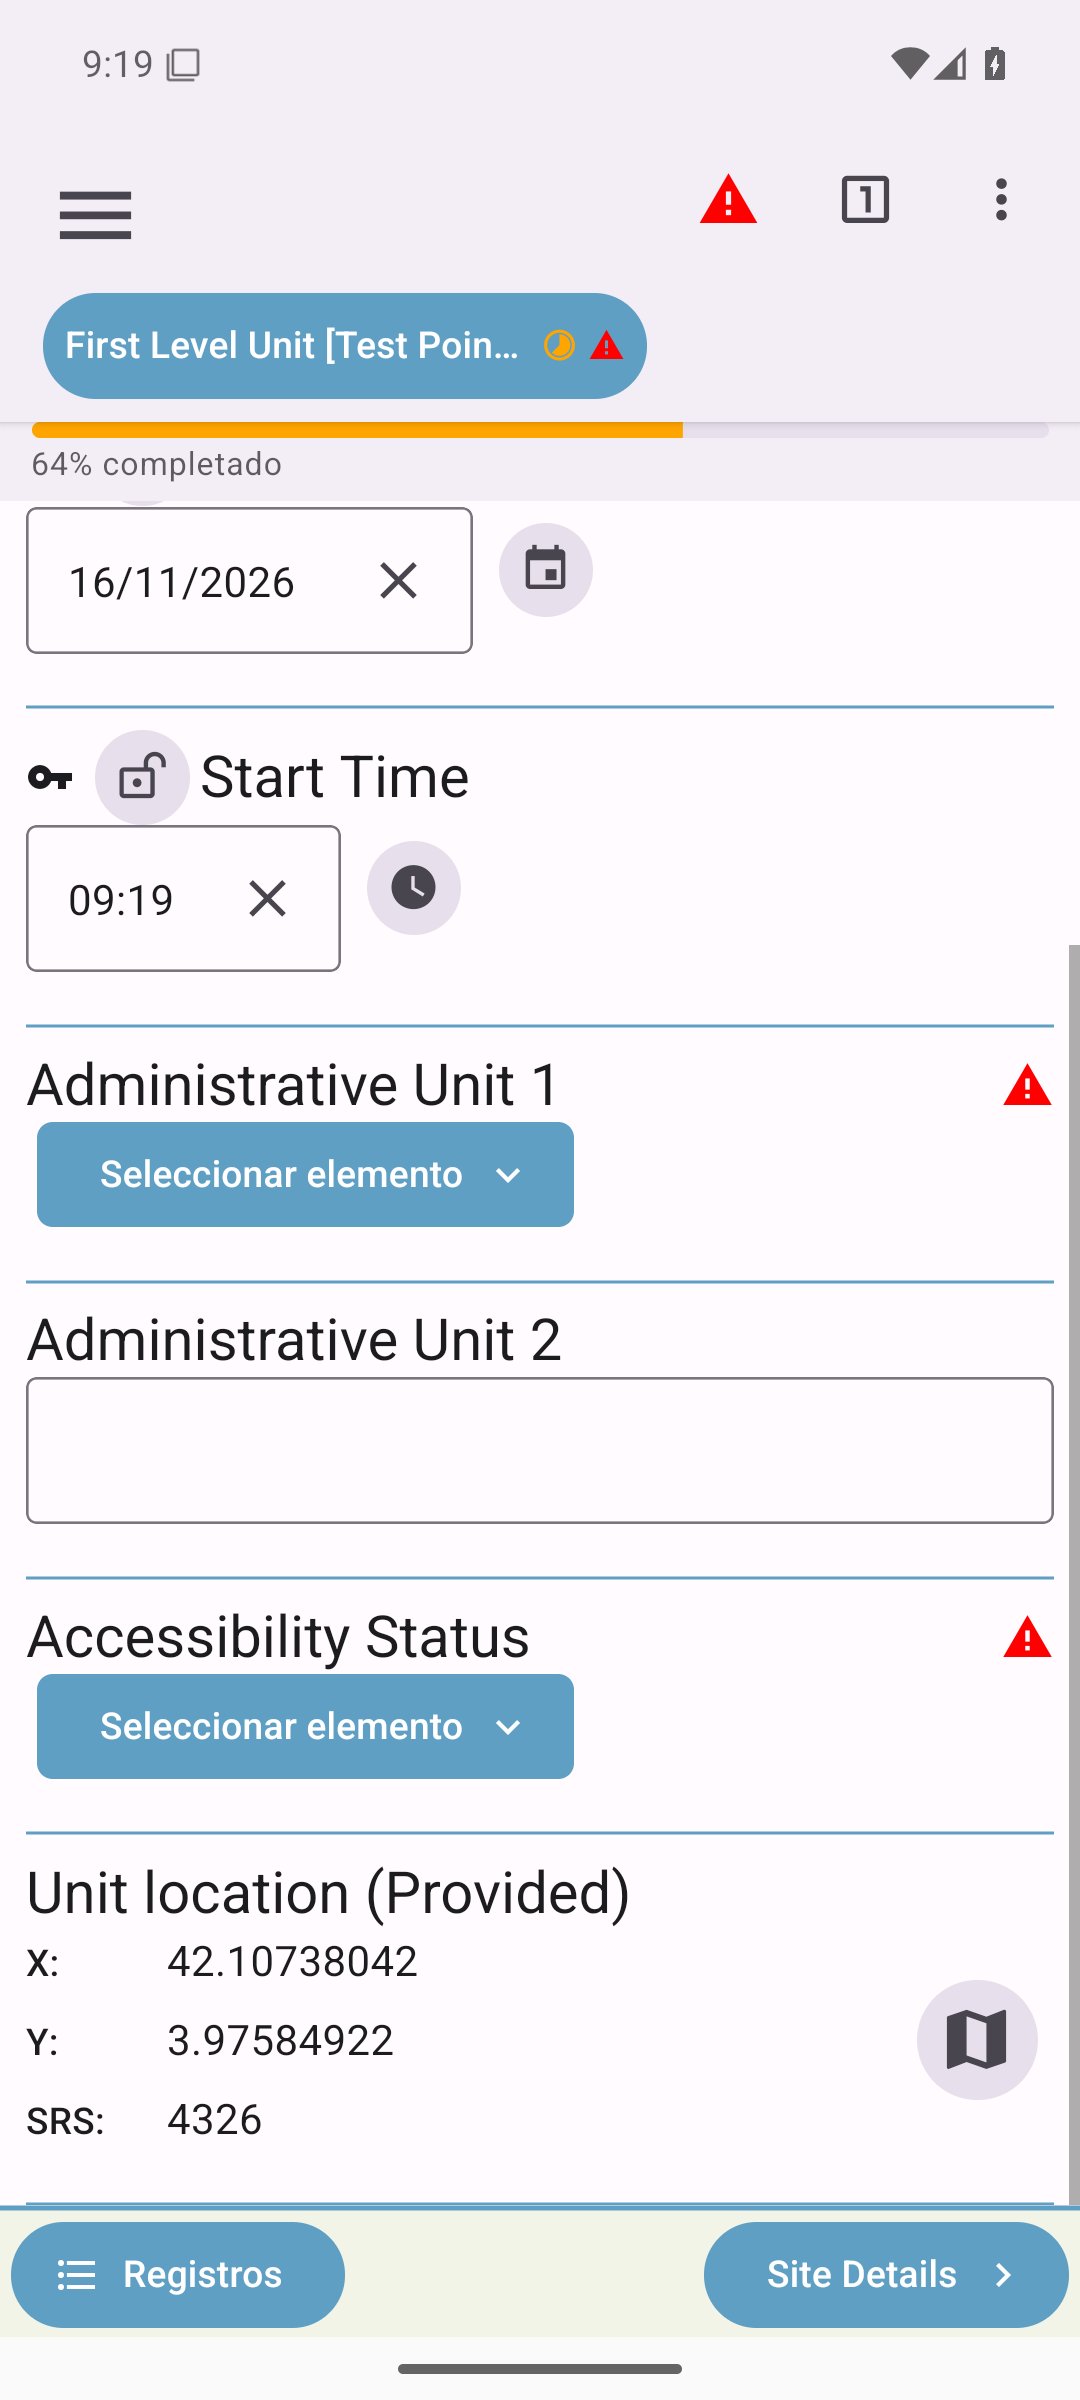 9:19
1
First Level Unit [Test Poin...
64% completado
16/11/2026
Start Time
09:19
Administrative Unit 1
Seleccionar elemento
Administrative Unit 2
Accessibility Status
Seleccionar elemento
Unit location (Provided)
X: 42.10738042
Y: 3.97584922
SRS: 4326
Registros
Site Details